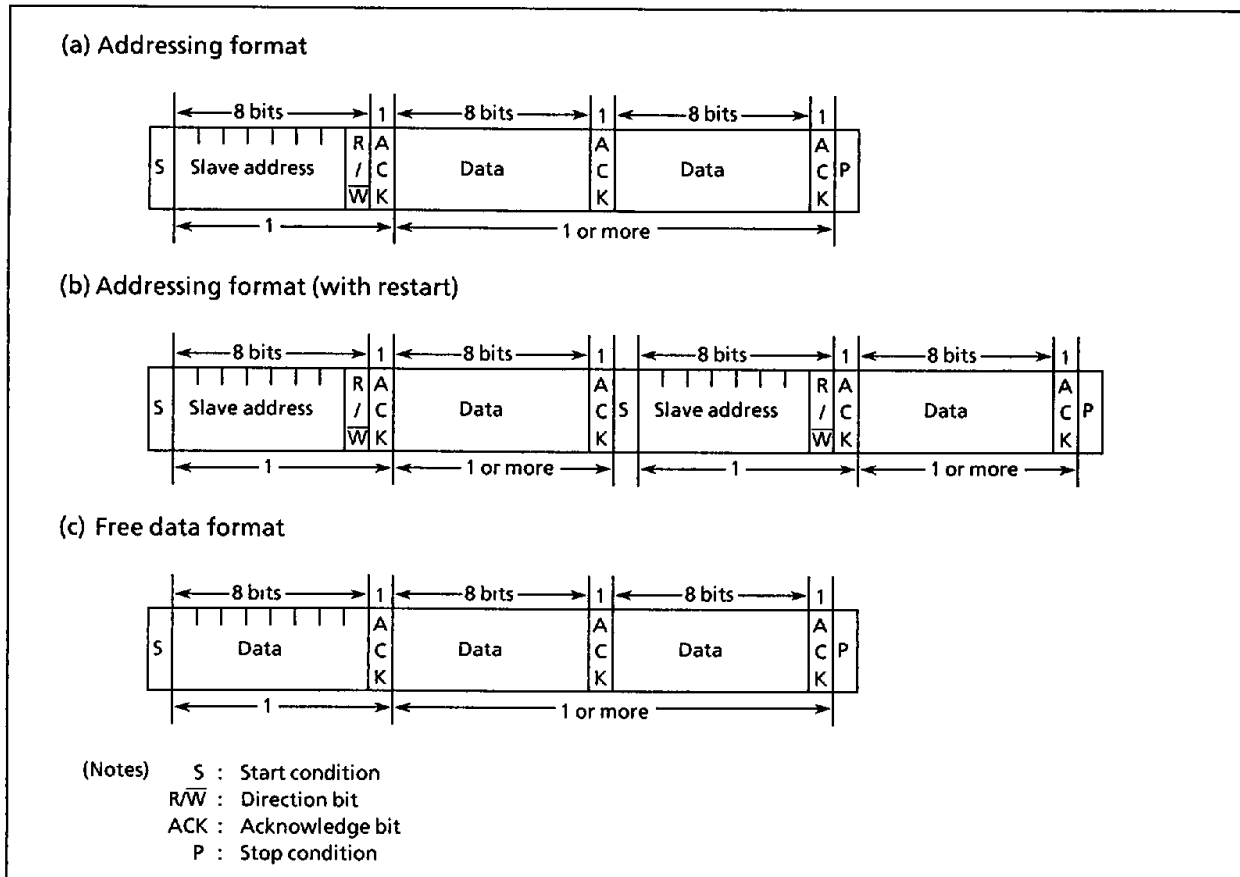 (a) Addressing format
8 bits 1 8 bits 1 8 bits 1
S Slave address R/W̅ ACK Data ACK Data ACK P
1 1 or more
(b) Addressing format (with restart)
8 bits 1 8 bits 1 8 bits 1 8 bits 1
S Slave address R/W̅ ACK Data ACK S Slave address R/W̅ ACK Data ACK P
1 1 or more 1 1 or more
(c) Free data format
8 bits 1 8 bits 1 8 bits 1
S Data ACK Data ACK Data ACK P
1 1 or more
(Notes) S : Start condition
R/W̅ : Direction bit
ACK : Acknowledge bit
P : Stop condition